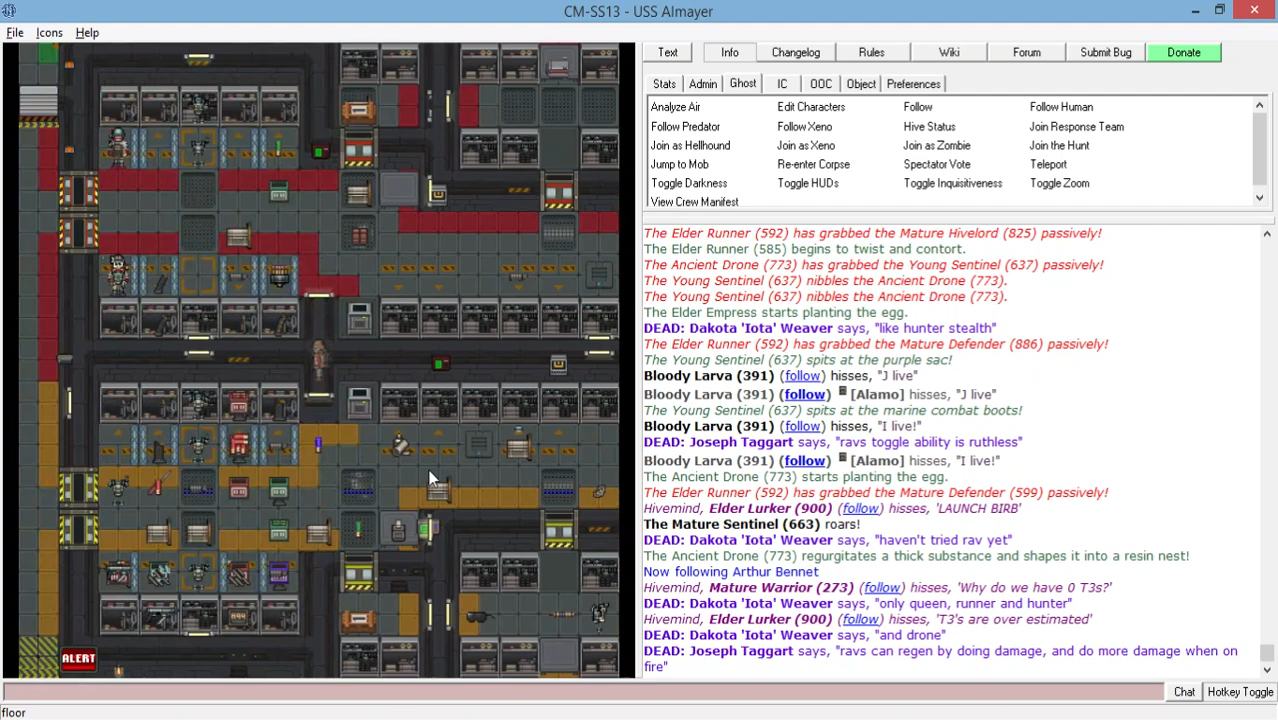 CM-SS13 - USS Almayer
File Icons Help
Text Info Changelog Rules Wiki Forum Submit Bug Donate
Stats Admin Ghost IC OOC Object Preferences
Analyze Air Edit Characters Follow Follow Human
Follow Predator Follow Xeno Hive Status Join Response Team
Join as Hellhound Join as Xeno Join as Zombie Join the Hunt
Jump to Mob Re-enter Corpse Spectator Vote Teleport
Toggle Darkness Toggle HUDs Toggle Inquisitiveness Toggle Zoom
View Crew Manifest
The Elder Runner (592) has grabbed the Mature Hivelord (825) passively!
The Elder Runner (585) begins to twist and contort.
The Ancient Drone (773) has grabbed the Young Sentinel (637) passively!
The Young Sentinel (637) nibbles the Ancient Drone (773).
The Young Sentinel (637) nibbles the Ancient Drone (773).
The Elder Empress starts planting the egg.
DEAD: Dakota 'Iota' Weaver says, "like hunter stealth"
The Elder Runner (592) has grabbed the Mature Defender (886) passively!
The Young Sentinel (637) spits at the purple sac!
Bloody Larva (391) (follow) hisses, "J live"
Bloody Larva (391) (follow) [Alamo] hisses, "J live"
The Young Sentinel (637) spits at the marine combat boots!
Bloody Larva (391) (follow) hisses, "I live!"
DEAD: Joseph Taggart says, "ravs toggle ability is ruthless"
Bloody Larva (391) (follow) [Alamo] hisses, "I live!"
The Ancient Drone (773) starts planting the egg.
The Elder Runner (592) has grabbed the Mature Defender (599) passively!
Hivemind, Elder Lurker (900) (follow) hisses, 'LAUNCH BIRB'
The Mature Sentinel (663) roars!
DEAD: Dakota 'Iota' Weaver says, "haven't tried rav yet"
The Ancient Drone (773) regurgitates a thick substance and shapes it into a resin nest!
Now following Arthur Bennet
Hivemind, Mature Warrior (273) (follow) hisses, 'Why do we have 0 T3s?'
DEAD: Dakota 'Iota' Weaver says, "only queen, runner and hunter"
Hivemind, Elder Lurker (900) (follow) hisses, 'T3's are over estimated'
DEAD: Dakota 'Iota' Weaver says, "and drone"
DEAD: Joseph Taggart says, "ravs can regen by doing damage, and do more damage when on
fire"
ALERT
Chat Hotkey Toggle
floor